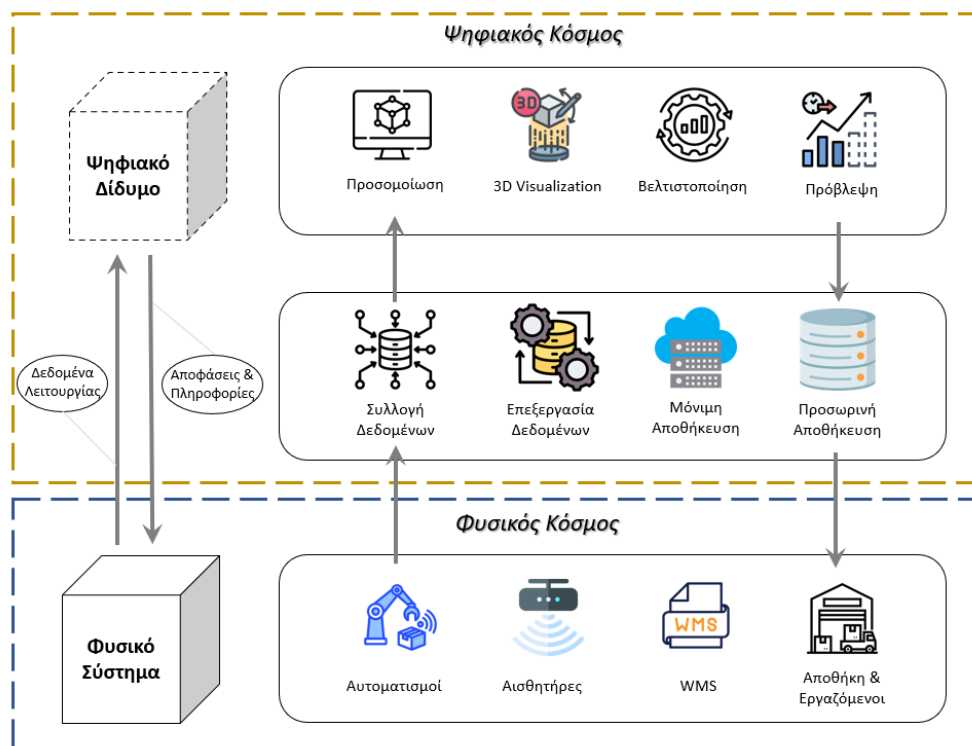 Ψηφιακός Κόσμος
Ψηφιακό
Δίδυμο
3D
Προσομοίωση
3D Visualization
Βελτιστοποίηση
Πρόβλεψη
Δεδομένα
Λειτουργίας
Αποφάσεις &
Πληροφορίες
Συλλογή
Δεδομένων
Επεξεργασία
Δεδομένων
Μόνιμη
Αποθήκευση
Προσωρινή
Αποθήκευση
Φυσικός Κόσμος
Φυσικό
Σύστημα
WMS
Αυτοματισμοί
Αισθητήρες
WMS
Αποθήκη &
Εργαζόμενοι